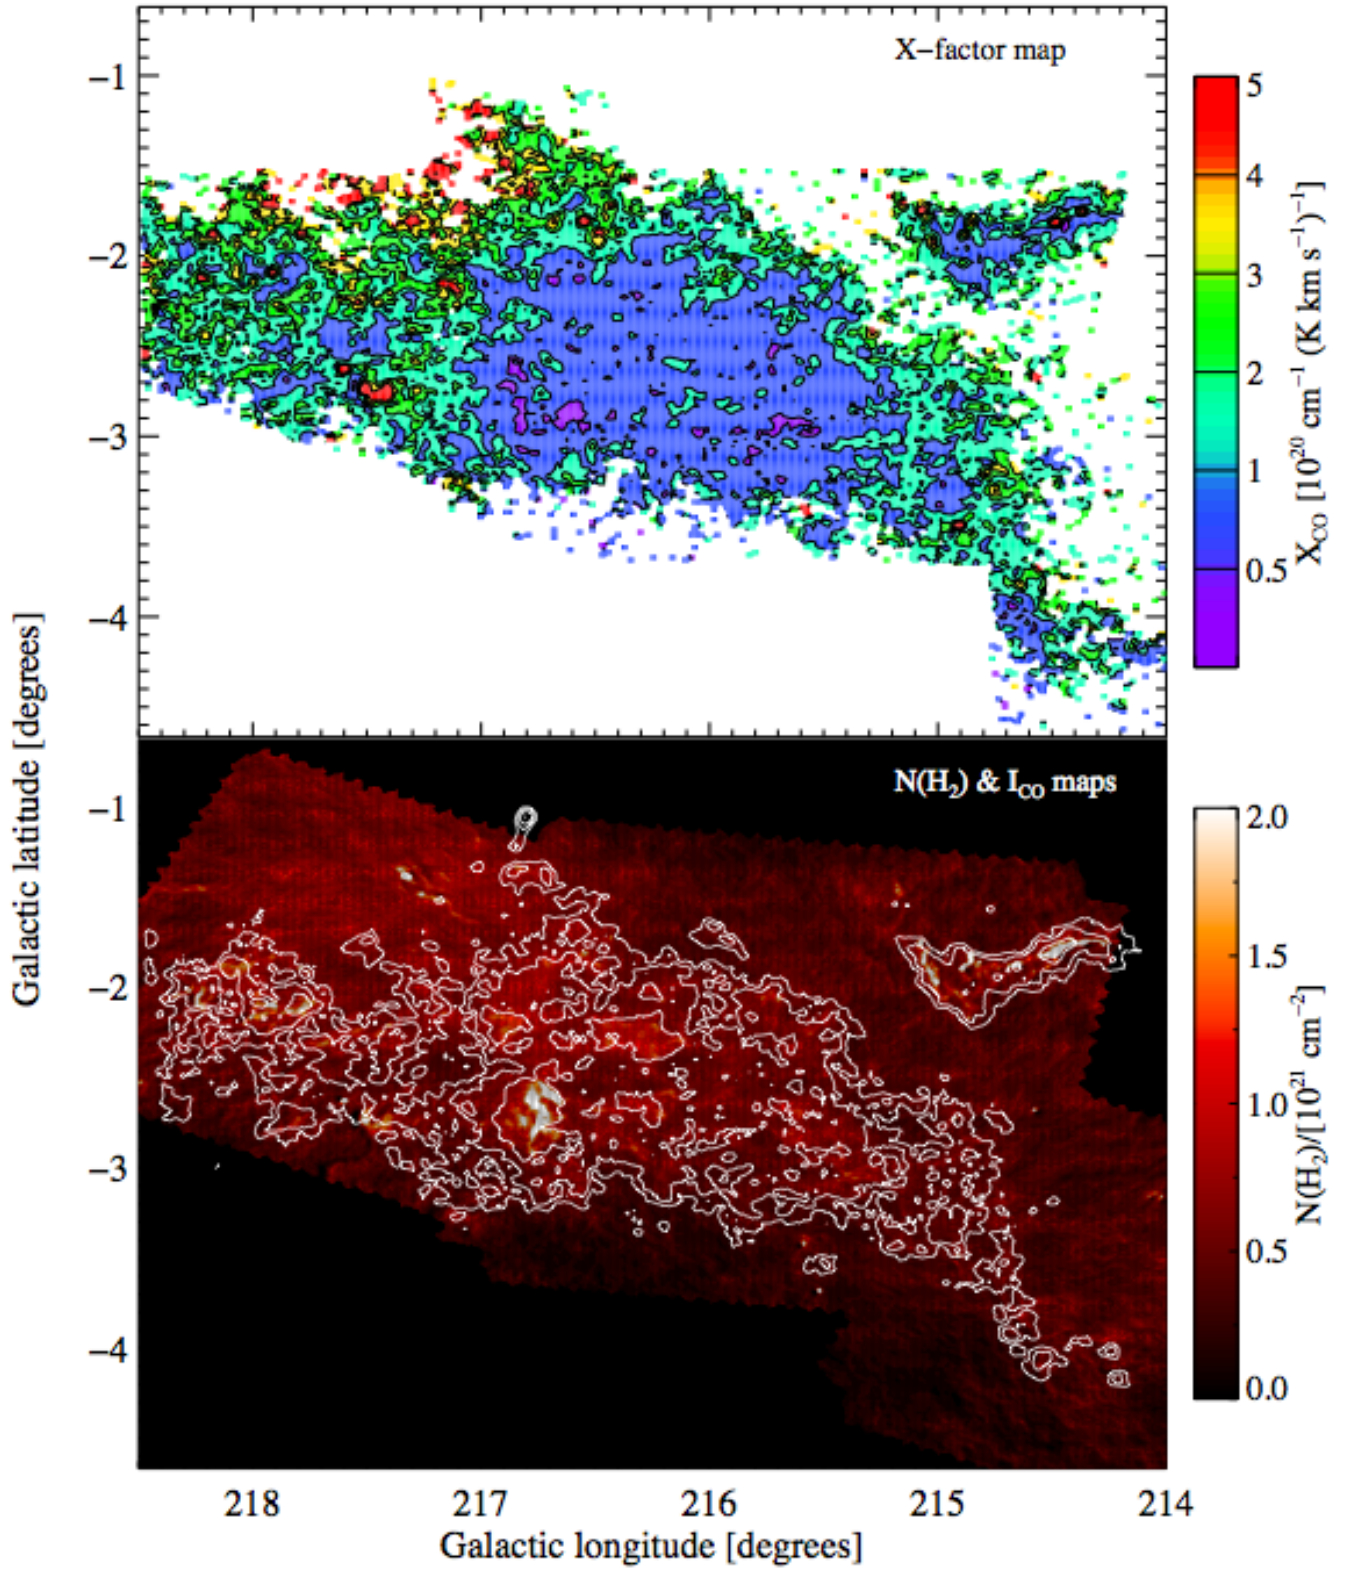 X−factor map
−1
−2
−3
−4
5
4
3
2
1
0.5
X_CO [10^20 cm^−1 (K km s^−1)^−1]
Galactic latitude [degrees]
N(H₂) & I_CO maps
−1
−2
−3
−4
2.0
1.5
1.0
0.5
0.0
N(H₂)/[10^21 cm^−2]
218 217 216 215 214
Galactic longitude [degrees]